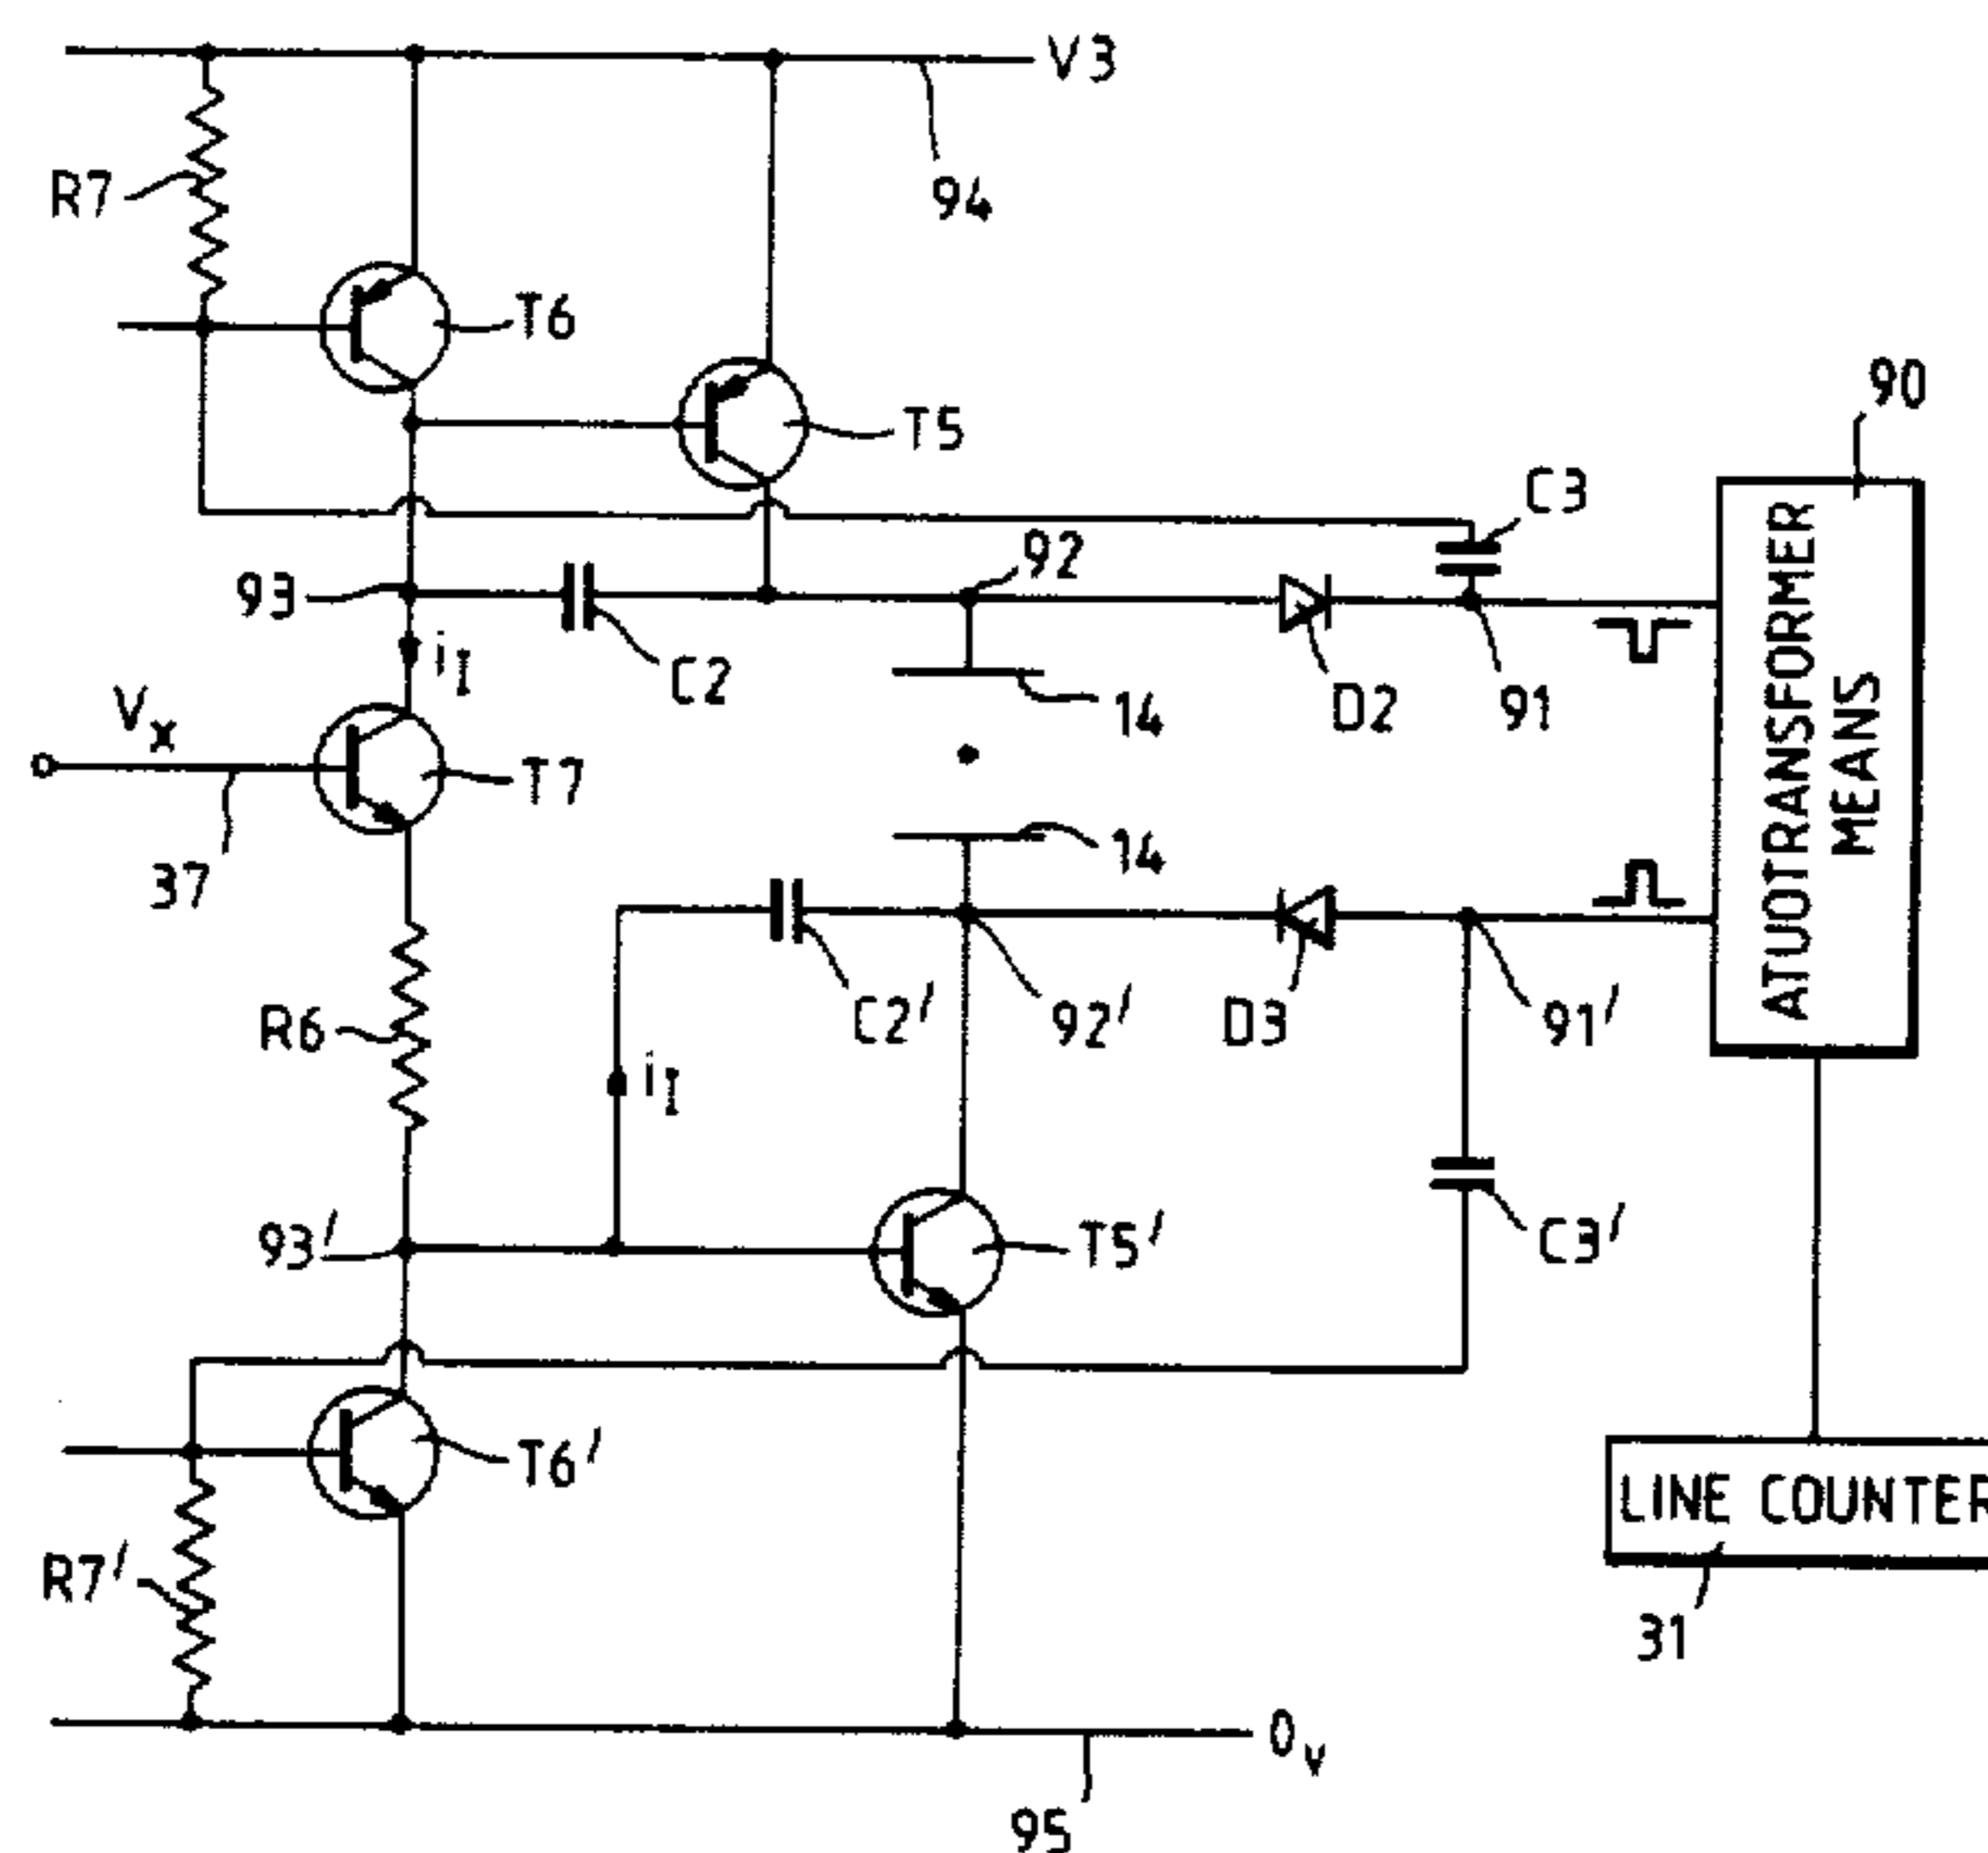 V3
94
R7
T6
T5
90
C3
92
93
iI
C2
14
D2
91
ATUOTRANSFORMER
MEANS
Vx
T7
37
14
C2'
92'
D3
91'
R6
iI
93'
T5'
C3'
T6'
LINE COUNTER
R7'
31
0v
95